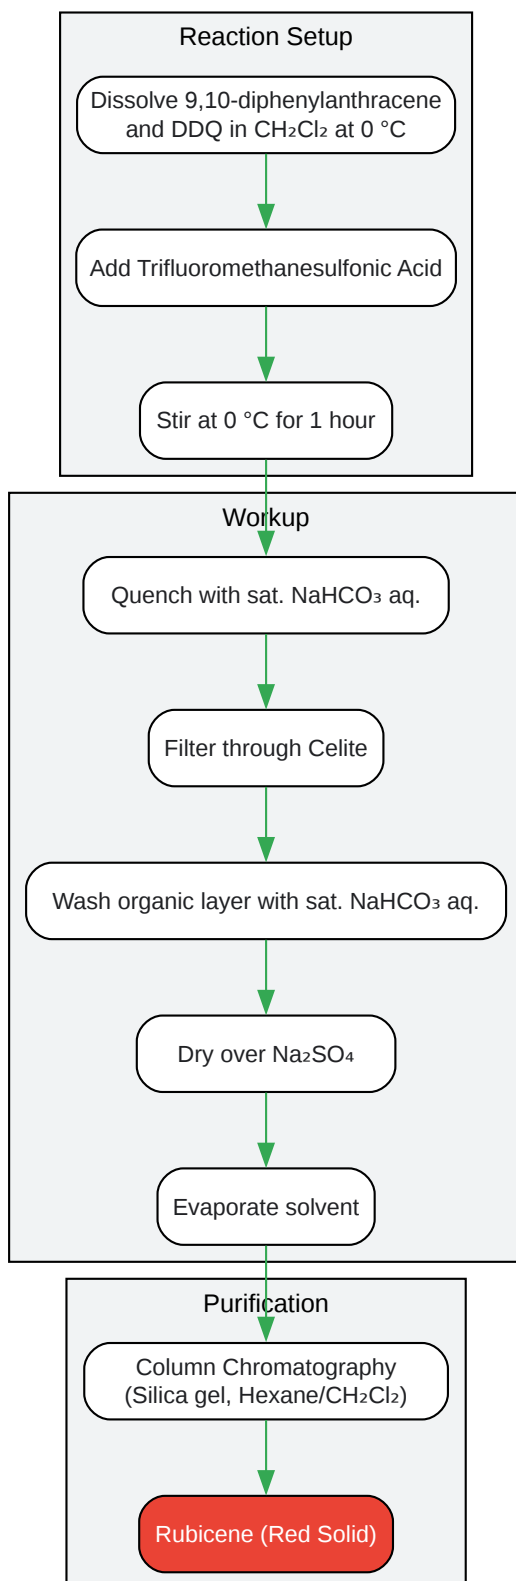 Reaction Setup
Dissolve 9,10-diphenylanthracene
and DDQ in CH₂Cl₂ at 0 °C
Add Trifluoromethanesulfonic Acid
Stir at 0 °C for 1 hour
Workup
Quench with sat. NaHCO₃ aq.
Filter through Celite
Wash organic layer with sat. NaHCO₃ aq.
Dry over Na₂SO₄
Evaporate solvent
Purification
Column Chromatography
(Silica gel, Hexane/CH₂Cl₂)
Rubicene (Red Solid)